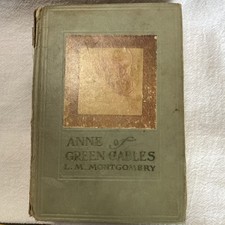 ANNE of
GREEN GABLES
L. M. MONTGOMERY